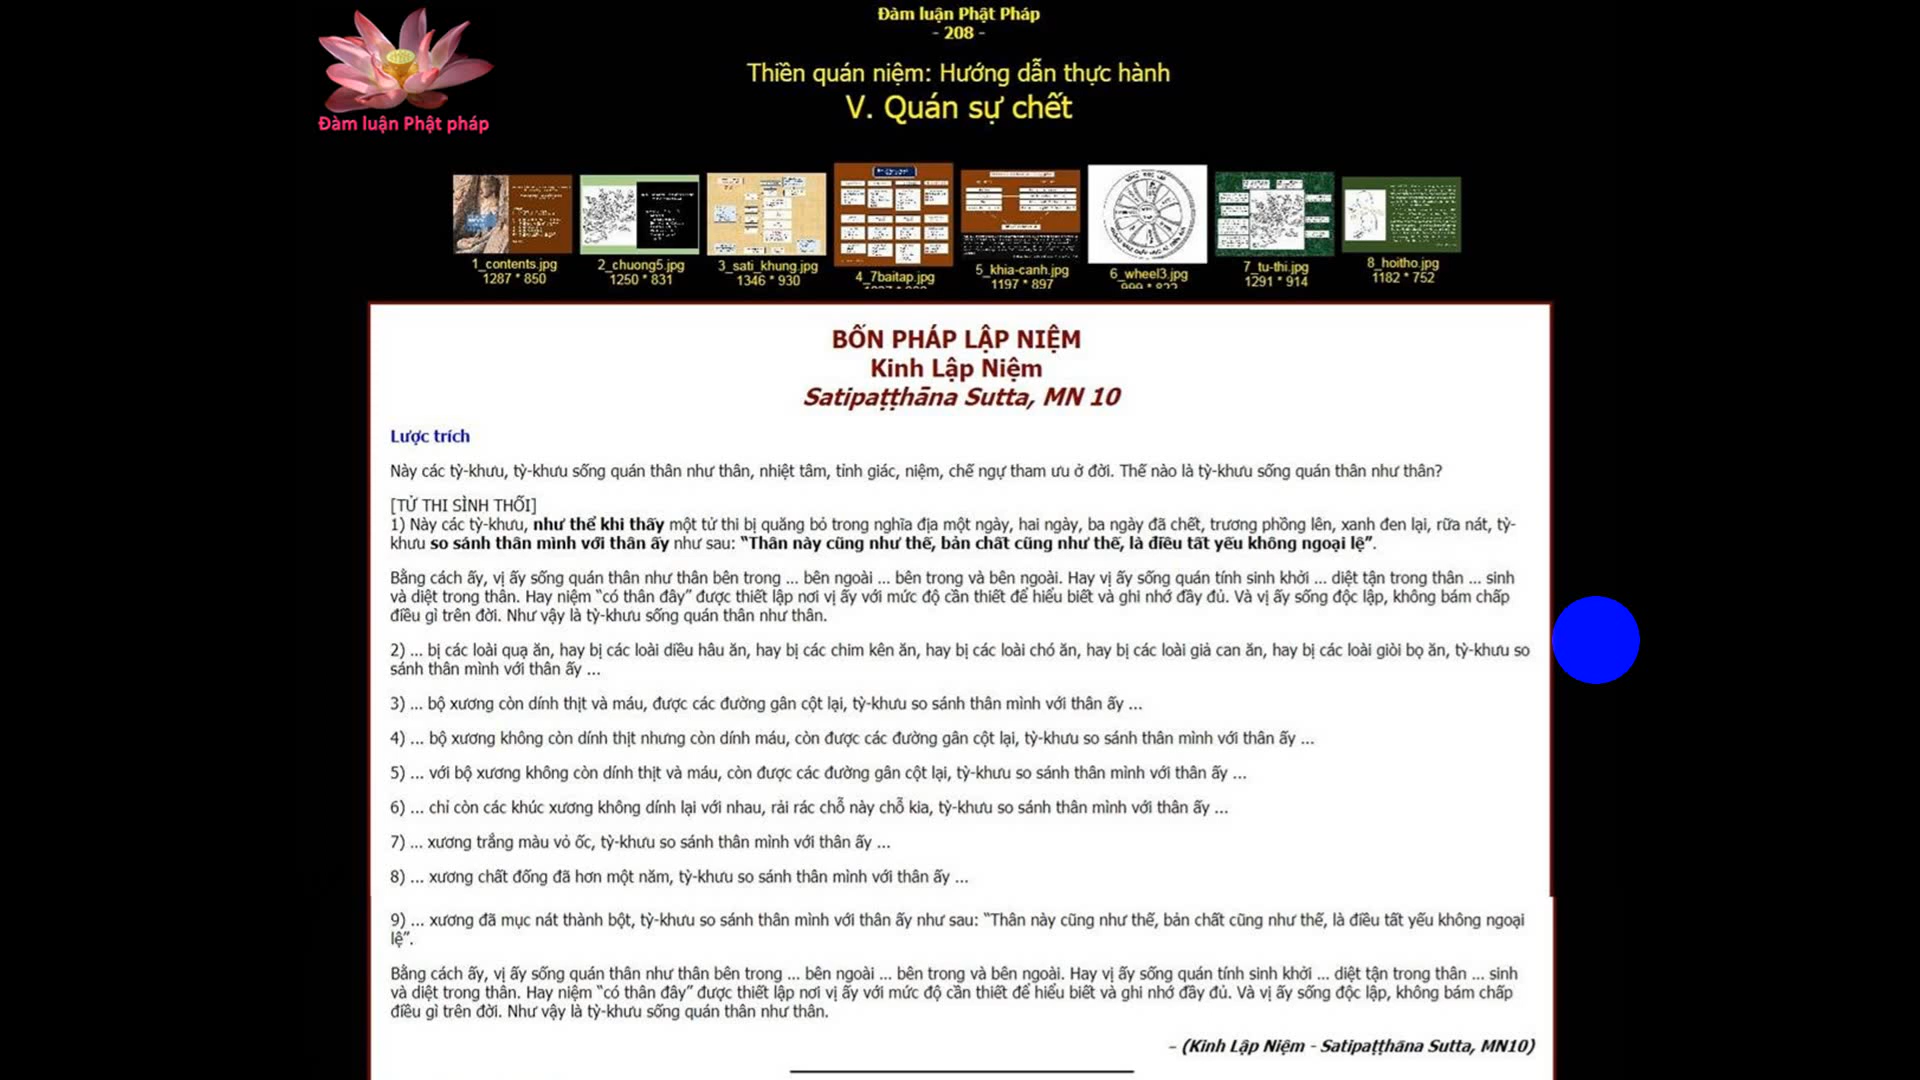 Đàm luận Phật Pháp
- 208 -
Thiền quán niệm: Hướng dẫn thực hành
V. Quán sự chết
Đàm luận Phật pháp
1_contents.jpg
1287 * 850
2_chuong5.jpg
1250 * 831
3_sati_khung.jpg
1346 * 930
4_7baitap.jpg
5_khia-canh.jpg
1197 * 897
6_wheel3.jpg
7_tu-thi.jpg
1291 * 914
8_hoitho.jpg
1182 * 752
BỐN PHÁP LẬP NIỆM
Kinh Lập Niệm
Satipaṭṭhāna Sutta, MN 10
Lược trích
Này các tỳ-khưu, tỳ-khưu sống quán thân như thân, nhiệt tâm, tỉnh giác, niệm, chế ngự tham ưu ở đời. Thế nào là tỳ-khưu sống quán thân như thân?
[TỬ THI SÌNH THỐI]
1) Này các tỳ-khưu, như thể khi thấy một tử thi bị quăng bỏ trong nghĩa địa một ngày, hai ngày, ba ngày đã chết, trương phồng lên, xanh đen lại, rữa nát, tỳ-
khưu so sánh thân mình với thân ấy như sau: “Thân này cũng như thế, bản chất cũng như thế, là điều tất yếu không ngoại lệ”.
Bằng cách ấy, vị ấy sống quán thân như thân bên trong ... bên ngoài ... bên trong và bên ngoài. Hay vị ấy sống quán tính sinh khởi ... diệt tận trong thân ... sinh
và diệt trong thân. Hay niệm “có thân đây” được thiết lập nơi vị ấy với mức độ cần thiết để hiểu biết và ghi nhớ đầy đủ. Và vị ấy sống độc lập, không bám chấp
điều gì trên đời. Như vậy là tỳ-khưu sống quán thân như thân.
2) ... bị các loài quạ ăn, hay bị các loài diều hâu ăn, hay bị các chim kên ăn, hay bị các loài chó ăn, hay bị các loài giả can ăn, hay bị các loài giòi bọ ăn, tỳ-khưu so
sánh thân mình với thân ấy ...
3) ... bộ xương còn dính thịt và máu, được các đường gân cột lại, tỳ-khưu so sánh thân mình với thân ấy ...
4) ... bộ xương không còn dính thịt nhưng còn dính máu, còn được các đường gân cột lại, tỳ-khưu so sánh thân mình với thân ấy ...
5) ... với bộ xương không còn dính thịt và máu, còn được các đường gân cột lại, tỳ-khưu so sánh thân mình với thân ấy ...
6) ... chỉ còn các khúc xương không dính lại với nhau, rải rác chỗ này chỗ kia, tỳ-khưu so sánh thân mình với thân ấy ...
7) ... xương trắng màu vỏ ốc, tỳ-khưu so sánh thân mình với thân ấy ...
8) ... xương chất đống đã hơn một năm, tỳ-khưu so sánh thân mình với thân ấy ...
9) ... xương đã mục nát thành bột, tỳ-khưu so sánh thân mình với thân ấy như sau: “Thân này cũng như thế, bản chất cũng như thế, là điều tất yếu không ngoại
lệ”.
Bằng cách ấy, vị ấy sống quán thân như thân bên trong ... bên ngoài ... bên trong và bên ngoài. Hay vị ấy sống quán tính sinh khởi ... diệt tận trong thân ... sinh
và diệt trong thân. Hay niệm “có thân đây” được thiết lập nơi vị ấy với mức độ cần thiết để hiểu biết và ghi nhớ đầy đủ. Và vị ấy sống độc lập, không bám chấp
điều gì trên đời. Như vậy là tỳ-khưu sống quán thân như thân.
– (Kinh Lập Niệm - Satipaṭṭhāna Sutta, MN10)